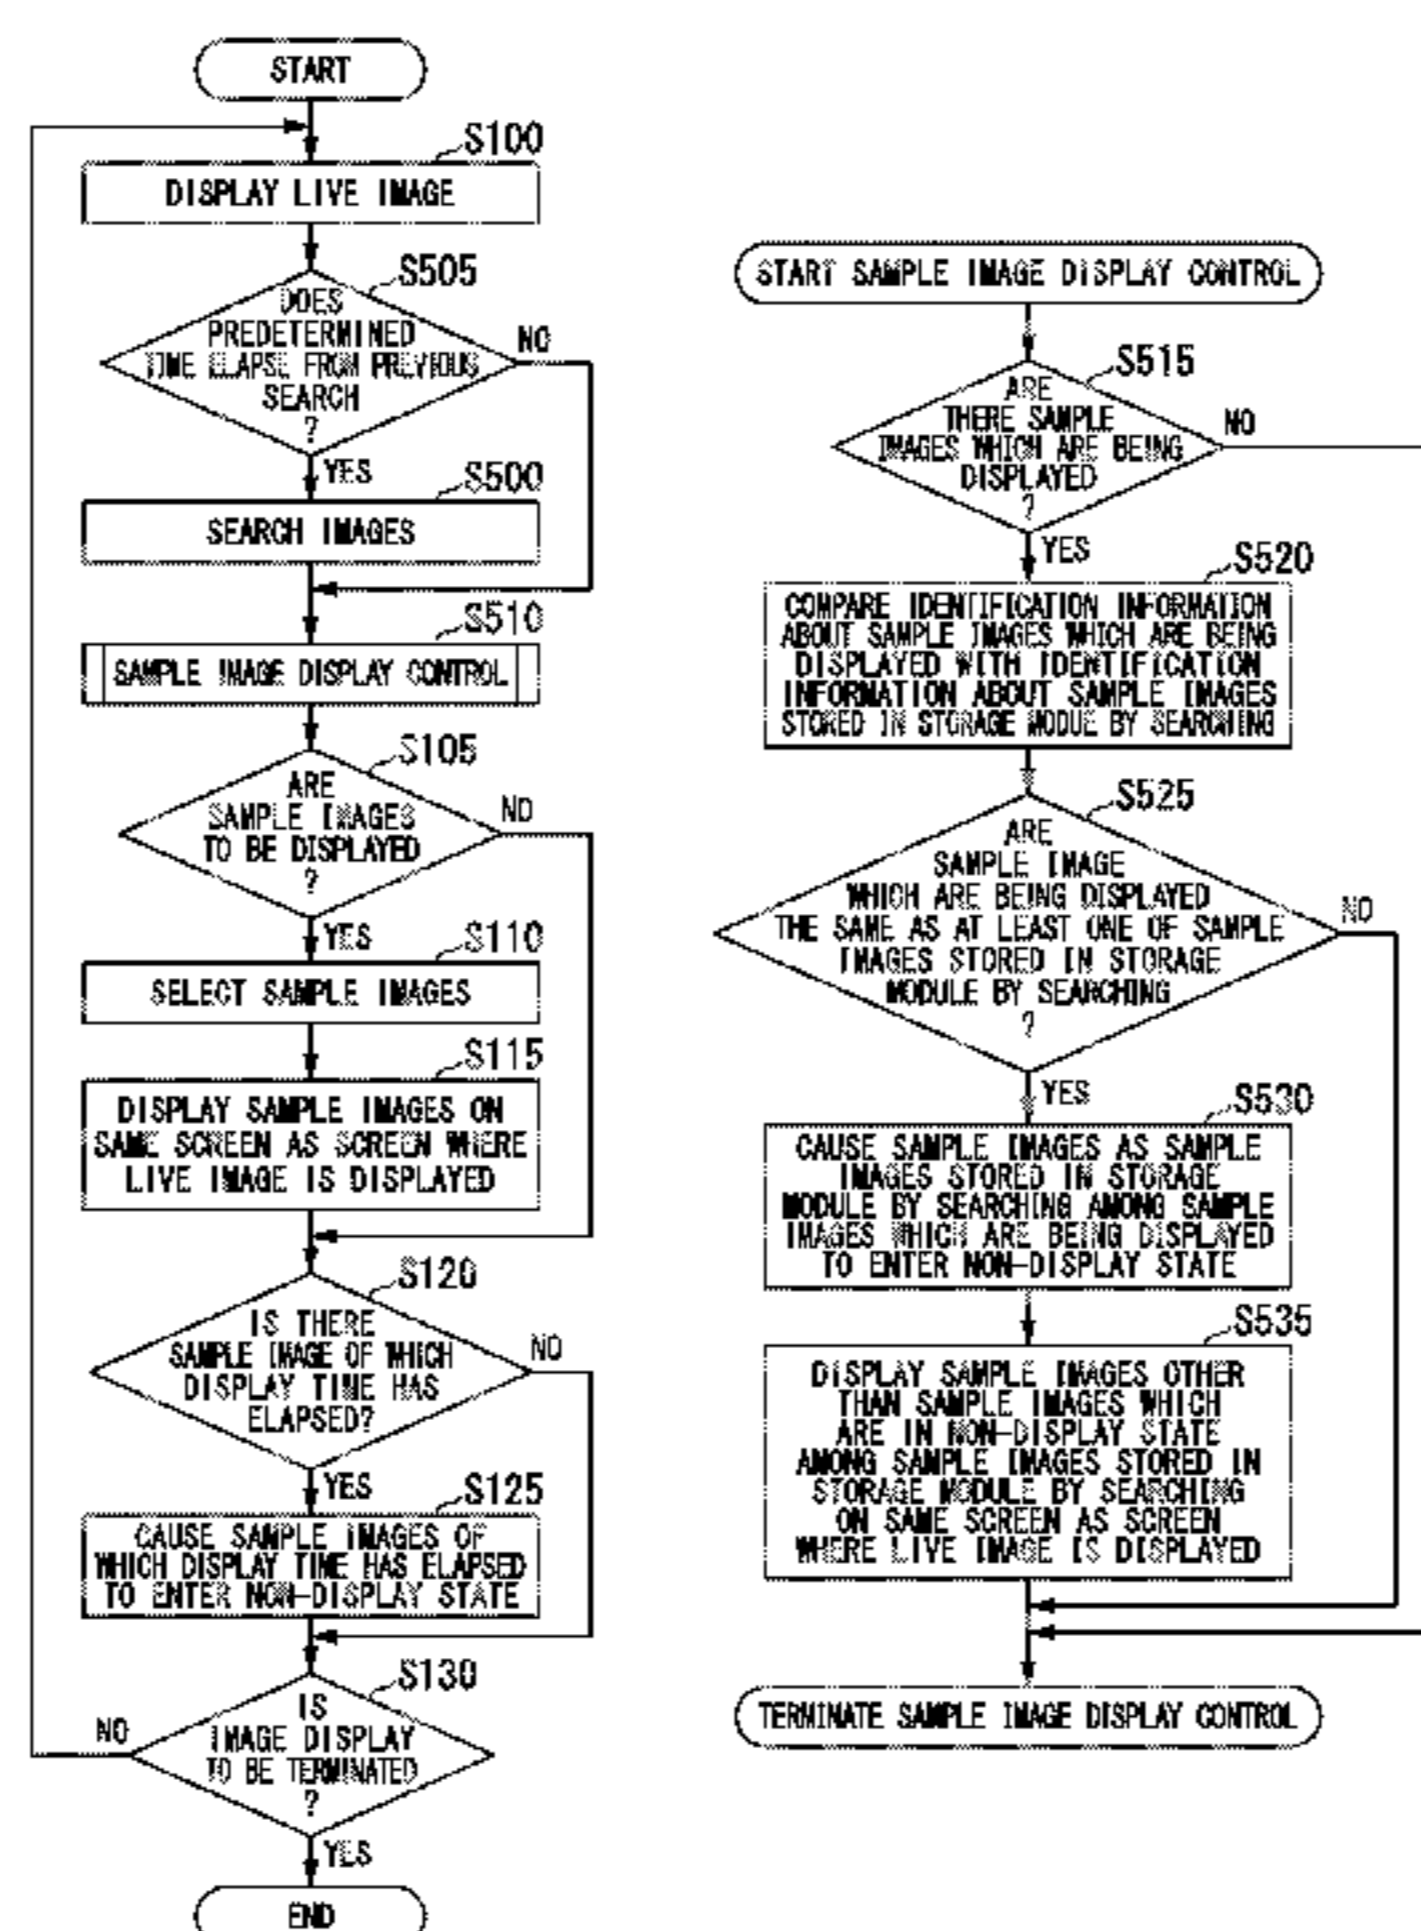 START
S100
DISPLAY LIVE IMAGE
S505
DOES
PREDETERMINED
TIME ELAPSE FROM PREVIOUS
SEARCH
?
NO
YES
S500
SEARCH IMAGES
S510
SAMPLE IMAGE DISPLAY CONTROL
S105
ARE
SAMPLE IMAGES
TO BE DISPLAYED
?
NO
YES
S110
SELECT SAMPLE IMAGES
S115
DISPLAY SAMPLE IMAGES ON
SAME SCREEN AS SCREEN WHERE
LIVE IMAGE IS DISPLAYED
S120
IS THERE
SAMPLE IMAGE OF WHICH
DISPLAY TIME HAS
ELAPSED?
NO
YES
S125
CAUSE SAMPLE IMAGES OF
WHICH DISPLAY TIME HAS ELAPSED
TO ENTER NON-DISPLAY STATE
S130
IS
IMAGE DISPLAY
TO BE TERMINATED
?
NO
YES
END
START SAMPLE IMAGE DISPLAY CONTROL
S515
ARE
THERE SAMPLE
IMAGES WHICH ARE BEING
DISPLAYED
?
NO
YES
S520
COMPARE IDENTIFICATION INFORMATION
ABOUT SAMPLE IMAGES WHICH ARE BEING
DISPLAYED WITH IDENTIFICATION
INFORMATION ABOUT SAMPLE IMAGES
STORED IN STORAGE MODUE BY SEARCHING
S525
ARE
SAMPLE IMAGE
WHICH ARE BEING DISPLAYED
THE SAME AS AT LEAST ONE OF SAMPLE
IMAGES STORED IN STORAGE
MODULE BY SEARCHING
?
NO
YES
S530
CAUSE SAMPLE IMAGES AS SAMPLE
IMAGES STORED IN STORAGE
MODULE BY SEARCHING AMONG SAMPLE
IMAGES WHICH ARE BEING DISPLAYED
TO ENTER NON-DISPLAY STATE
S535
DISPLAY SAMPLE IMAGES OTHER
THAN SAMPLE IMAGES WHICH
ARE IN NON-DISPLAY STATE
AMONG SAMPLE IMAGES STORED IN
STORAGE MODULE BY SEARCHING
ON SAME SCREEN AS SCREEN
WHERE LIVE IMAGE IS DISPLAYED
TERMINATE SAMPLE IMAGE DISPLAY CONTROL